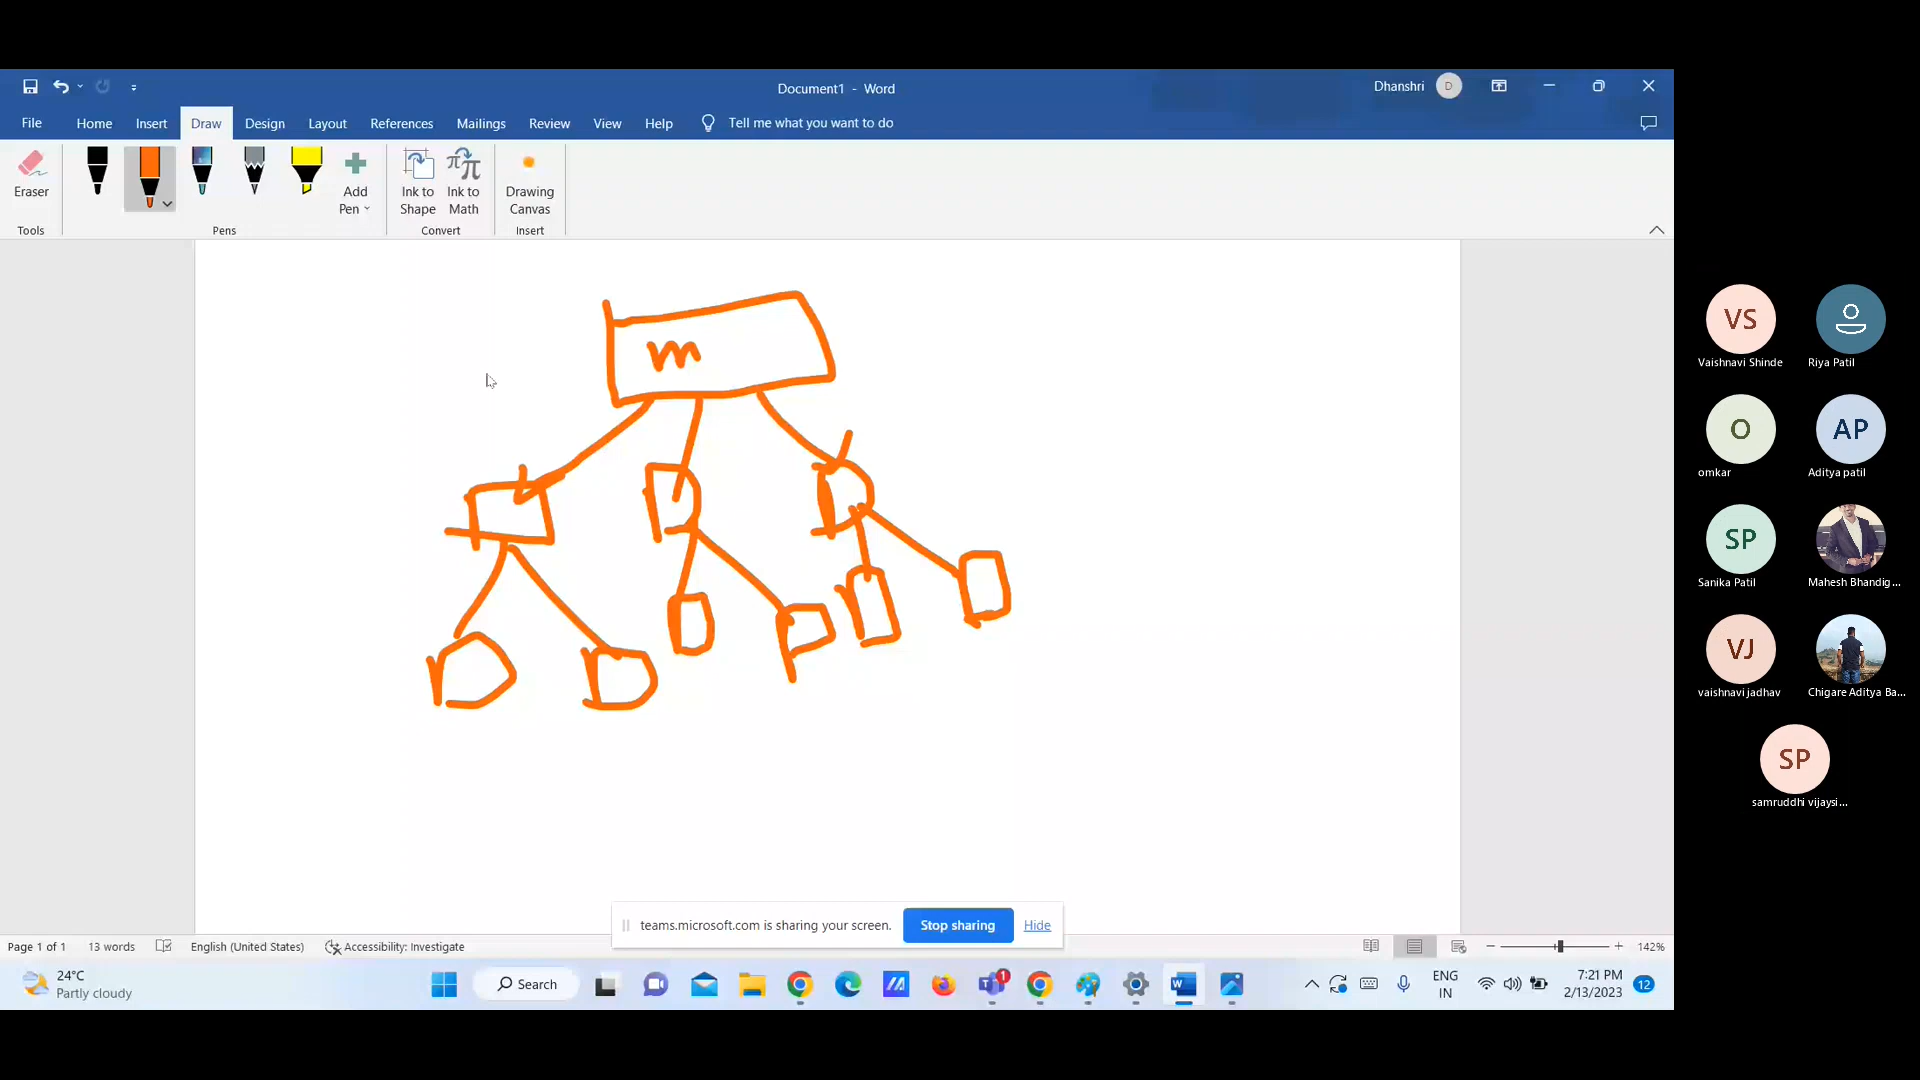 Document1 - Word
Dhanshri
D
File
Home
Insert
Draw
Design
Layout
References
Mailings
Review
View
Help
Tell me what you want to do
Eraser
Add
Pen
Ink to
Shape
Ink to
Math
Drawing
Canvas
Tools
Pens
Convert
Insert
m
VS
Vaishnavi Shinde
Riya Patil
O
omkar
AP
Aditya patil
SP
Sanika Patil
Mahesh Bhandig...
VJ
vaishnavi jadhav
Chigare Aditya Ba...
SP
samruddhi vijaysi...
teams.microsoft.com is sharing your screen.
Stop sharing
Hide
Page 1 of 1
13 words
English (United States)
Accessibility: Investigate
142%
24°C
Partly cloudy
Search
1
ENG
IN
7:21 PM
2/13/2023
12